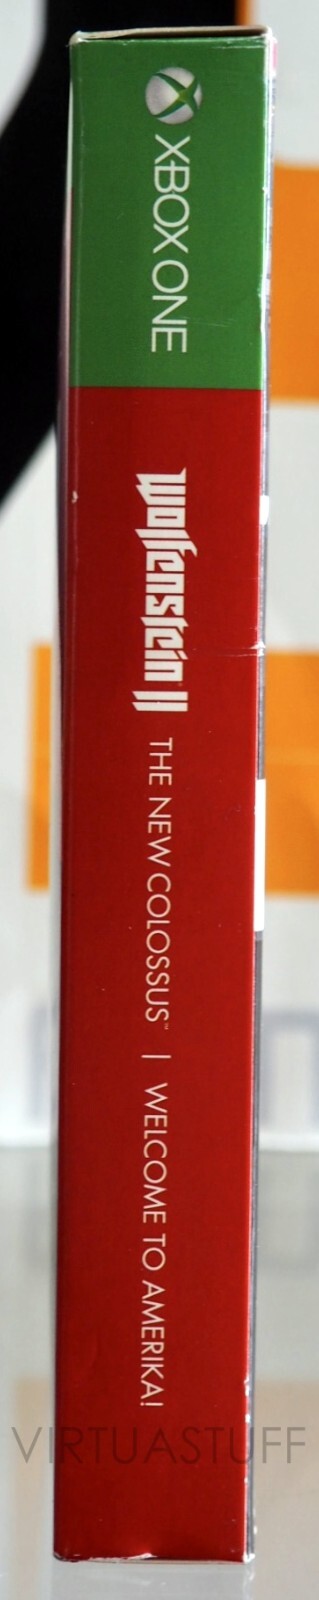 XBOX ONE
Wolfenstein II
THE NEW COLOSSUS™ | WELCOME TO AMERIKA!
VIRTUASTUFF